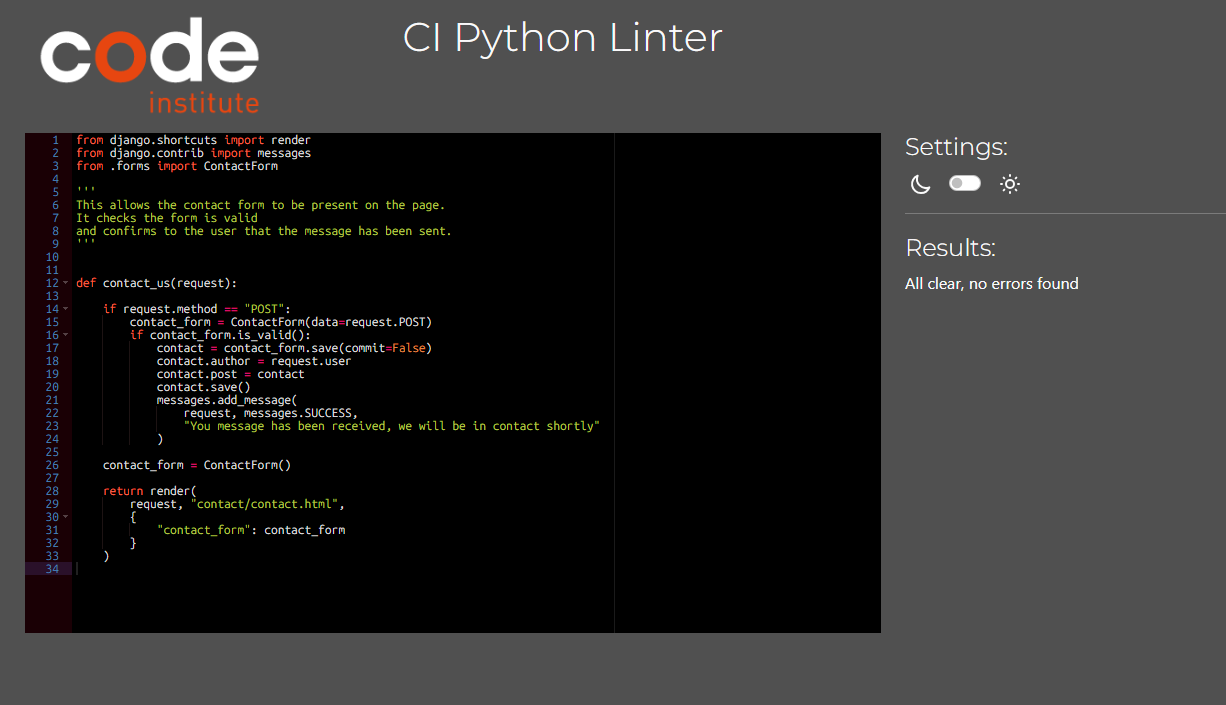 code
institute
CI Python Linter
1 from django.shortcuts import render
2 from django.contrib import messages
3 from .forms import ContactForm
4
5 '''
6 This allows the contact form to be present on the page.
7 It checks the form is valid
8 and confirms to the user that the message has been sent.
9 '''
10
11
12 def contact_us(request):
13
14     if request.method == "POST":
15         contact_form = ContactForm(data=request.POST)
16         if contact_form.is_valid():
17             contact = contact_form.save(commit=False)
18             contact.author = request.user
19             contact.post = contact
20             contact.save()
21             messages.add_message(
22                 request, messages.SUCCESS,
23                 "You message has been received, we will be in contact shortly"
24             )
25
26     contact_form = ContactForm()
27
28     return render(
29         request, "contact/contact.html",
30         {
31             "contact_form": contact_form
32         }
33     )
34
Settings:
Results:
All clear, no errors found